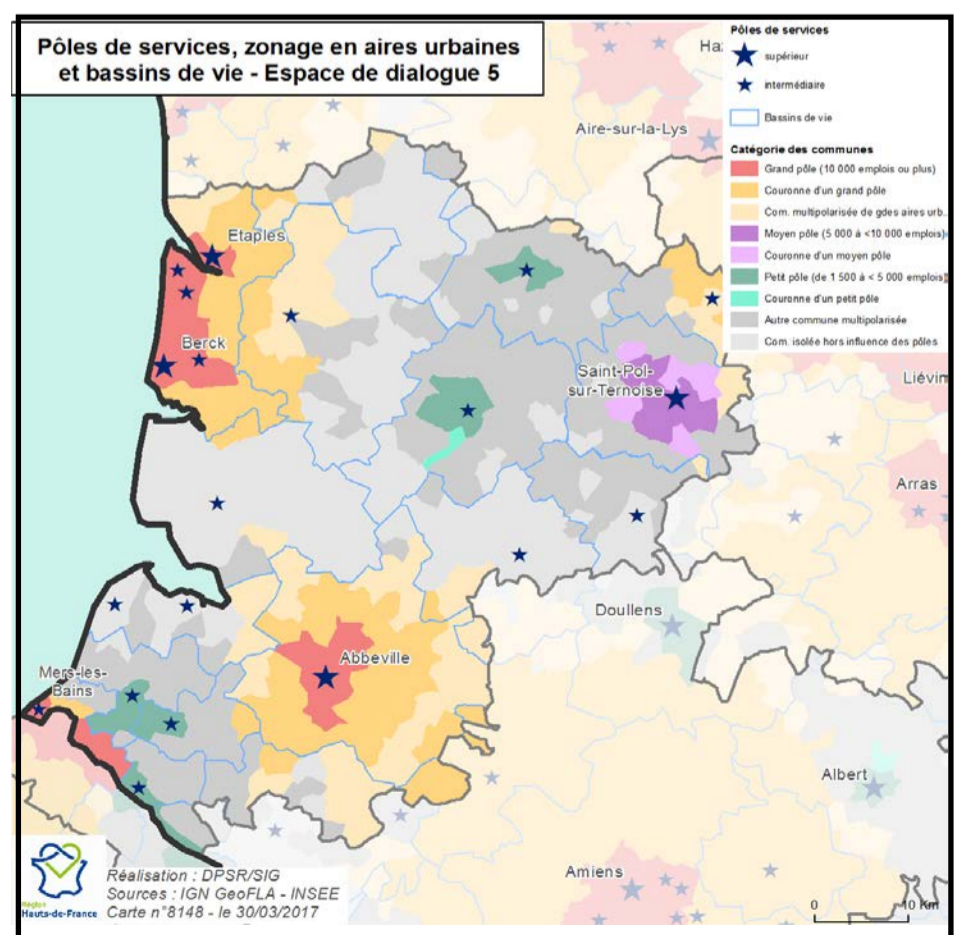 Pôles de services, zonage en aires urbaines
et bassins de vie - Espace de dialogue 5
Pôles de services
supérieur
intermédiaire
Bassins de vie
Catégorie des communes
Grand pôle (10 000 emplois ou plus)
Couronne d'un grand pôle
Com. multipolarisée de gdes aires urb..
Moyen pôle (5 000 à <10 000 emplois)
Couronne d'un moyen pôle
Petit pôle (de 1 500 à < 5 000 emplois
Couronne d'un petit pôle
Autre commune multipolarisée
Com. isolée hors influence des pôles
Haz
Aire-sur-la-Lys
Etaples
Berck
Saint-Pol-
sur-Ternoise
Liévin
Arras
Doullens
Abbeville
Mers-les-
Bains
Albert
Amiens
0 10 Km
Région
Hauts-de-France
Réalisation : DPSR/SIG
Sources : IGN GeoFLA - INSEE
Carte n°8148 - le 30/03/2017